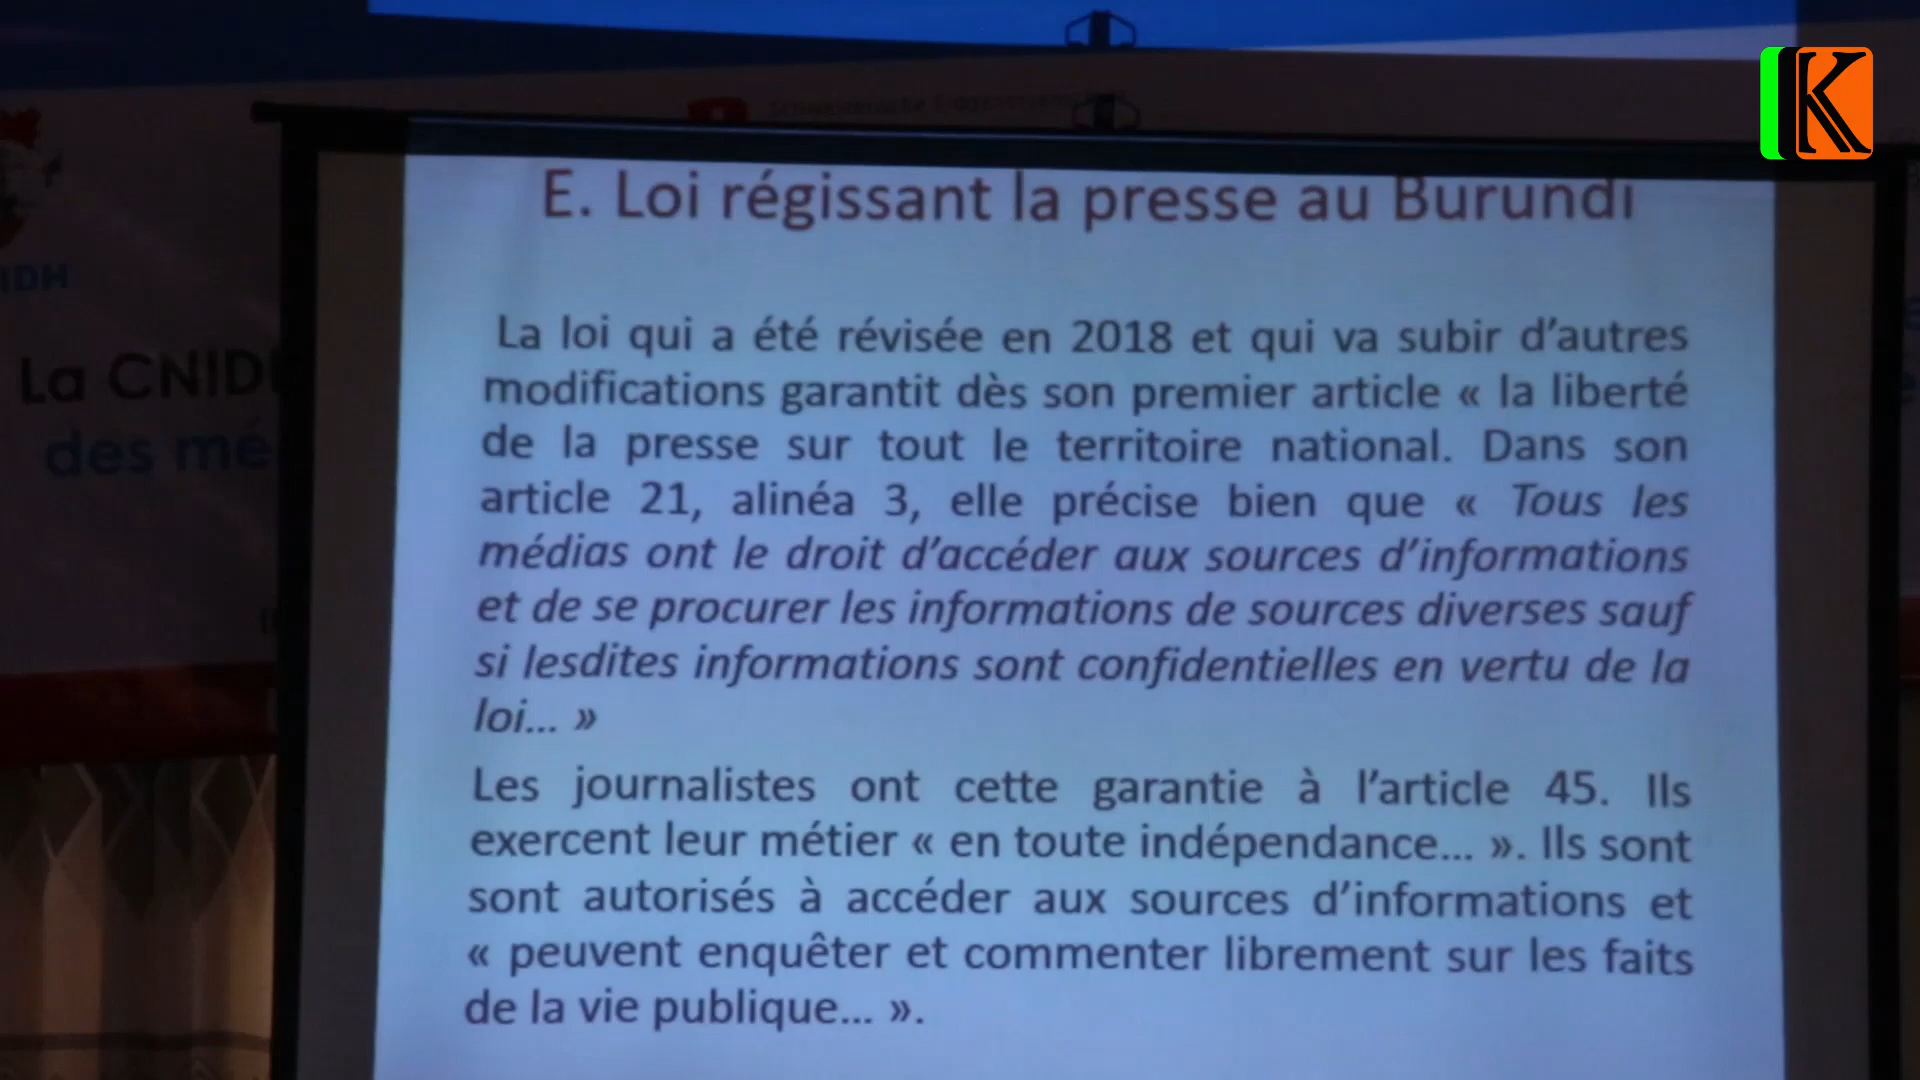 K
E. Loi régissant la presse au Burundi
La loi qui a été révisée en 2018 et qui va subir d'autres
modifications garantit dès son premier article « la liberté
de la presse sur tout le territoire national. Dans son
article 21, alinéa 3, elle précise bien que « Tous les
médias ont le droit d'accéder aux sources d'informations
et de se procurer les informations de sources diverses sauf
si lesdites informations sont confidentielles en vertu de la
loi... »
Les journalistes ont cette garantie à l'article 45. Ils
exercent leur métier « en toute indépendance... ». Ils sont
sont autorisés à accéder aux sources d'informations et
« peuvent enquêter et commenter librement sur les faits
de la vie publique... ».
IDH
La CNID
des mé